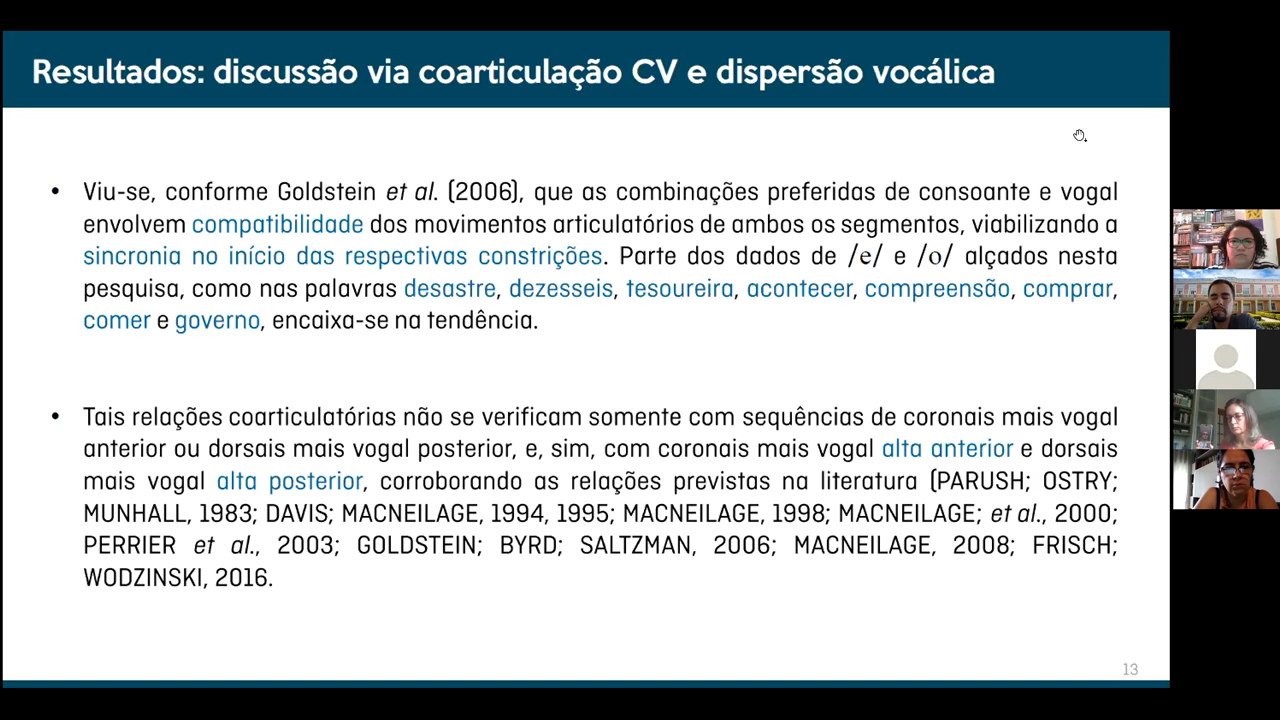 Resultados: discussão via coarticulação CV e dispersão vocálica
• Viu-se, conforme Goldstein et al. (2006), que as combinações preferidas de consoante e vogal
envolvem compatibilidade dos movimentos articulatórios de ambos os segmentos, viabilizando a
sincronia no início das respectivas constrições. Parte dos dados de /e/ e /o/ alçados nesta
pesquisa, como nas palavras desastre, dezesseis, tesoureira, acontecer, compreensão, comprar,
comer e governo, encaixa-se na tendência.
• Tais relações coarticulatórias não se verificam somente com sequências de coronais mais vogal
anterior ou dorsais mais vogal posterior, e, sim, com coronais mais vogal alta anterior e dorsais
mais vogal alta posterior, corroborando as relações previstas na literatura (PARUSH; OSTRY;
MUNHALL, 1983; DAVIS; MACNEILAGE, 1994, 1995; MACNEILAGE, 1998; MACNEILAGE; et al., 2000;
PERRIER et al., 2003; GOLDSTEIN; BYRD; SALTZMAN, 2006; MACNEILAGE, 2008; FRISCH;
WODZINSKI, 2016.
13